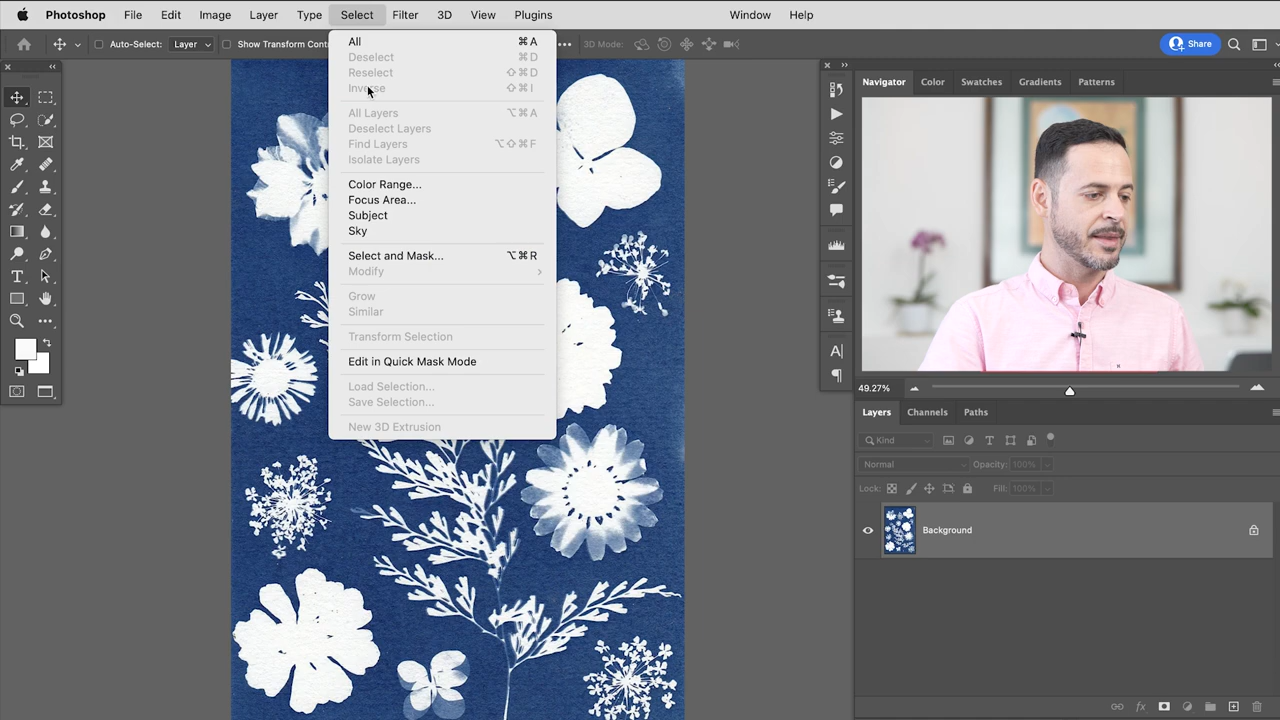 Photoshop File Edit Image Layer Type Select Filter 3D View Plugins Window Help
Auto-Select: Layer Show Transform Cont 3D Mode: Share
All ⌘A
Deselect ⌘D
Reselect ⇧⌘D
Inverse ⇧⌘I
All Layers ⌥⌘A
Deselect Layers
Find Layers ⌥⇧⌘F
Isolate Layers
Color Range...
Focus Area...
Subject
Sky
Select and Mask... ⌥⌘R
Modify
Grow
Similar
Transform Selection
Edit in Quick Mask Mode
Load Selection...
Save Selection...
New 3D Extrusion
Navigator Color Swatches Gradients Patterns
49.27%
Layers Channels Paths
Kind
Normal Opacity: 100%
Lock: Fill: 100%
Background